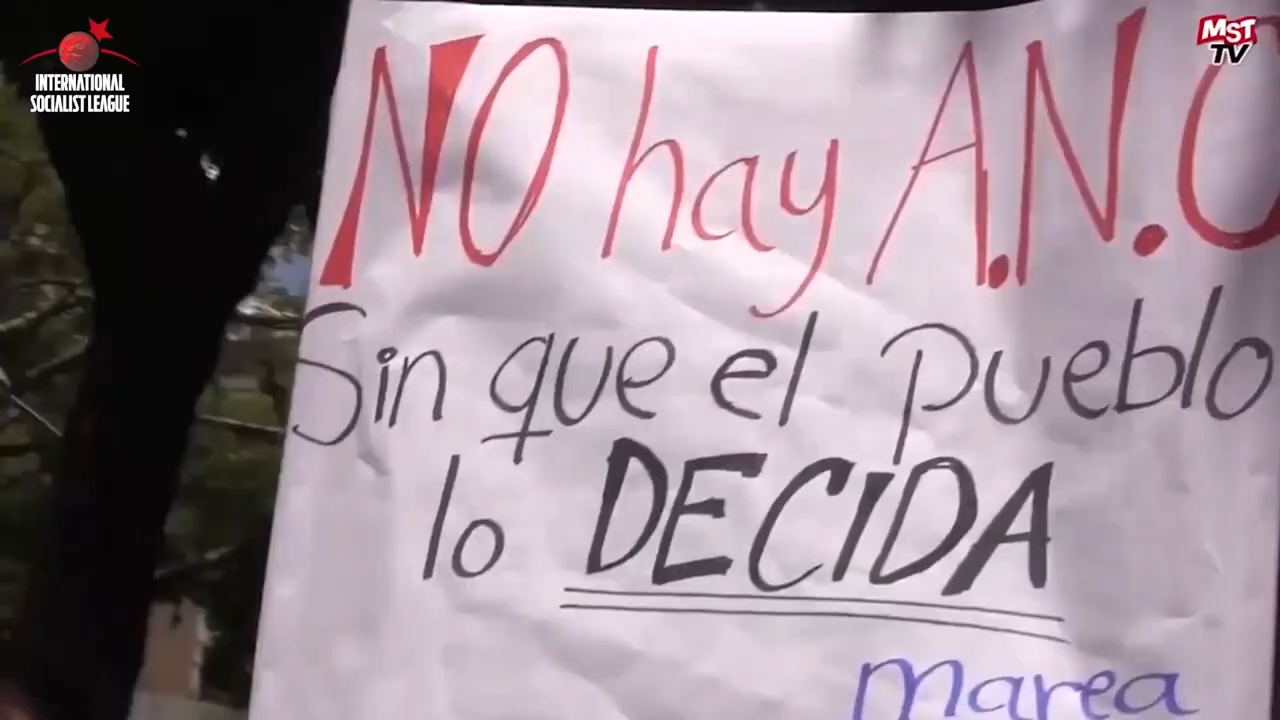 INTERNATIONAL
SOCIALIST LEAGUE
MST
TV
NO hay A.N.C
Sin que el pueblo
lo DECIDA
marea